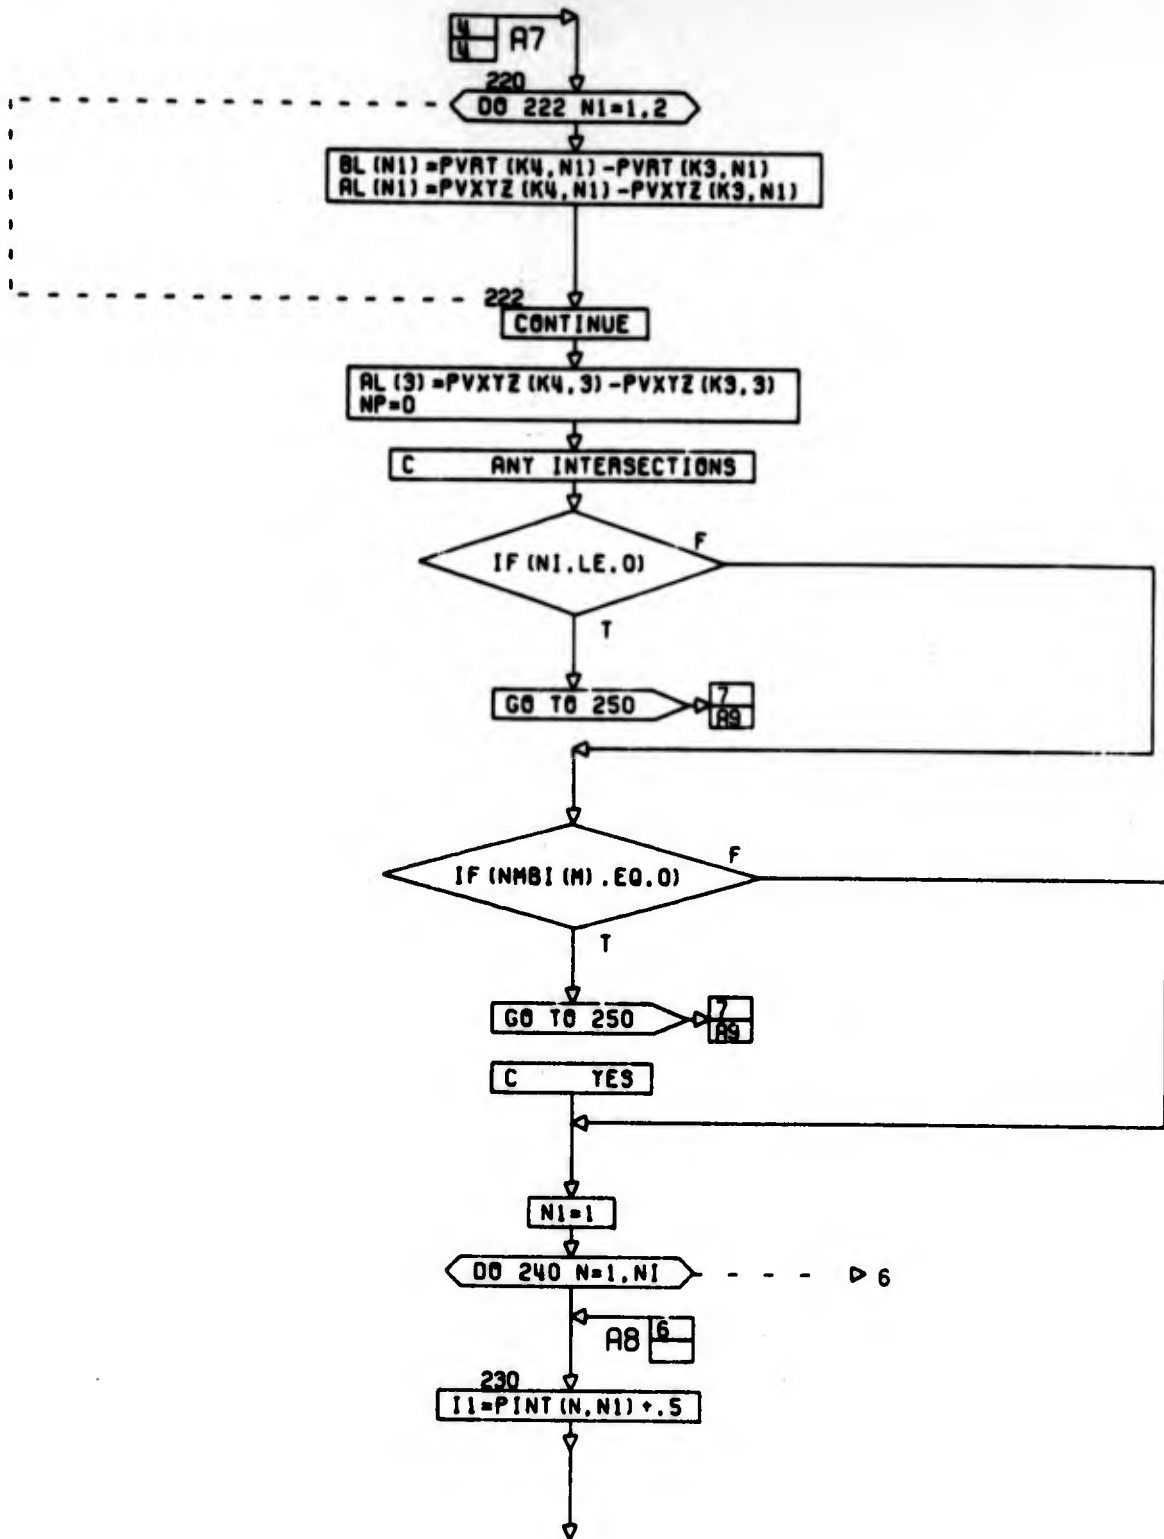 4
4
A7
220
DO 222 N1=1,2
BL(N1)=PVRT(K4,N1)-PVRT(K3,N1)
AL(N1)=PVXYZ(K4,N1)-PVXYZ(K3,N1)
222
CONTINUE
AL(3)=PVXYZ(K4,3)-PVXYZ(K3,3)
NP=0
C ANY INTERSECTIONS
F
IF(NI.LE.0)
T
GO TO 250
7
A9
F
IF(NMBI(M).EQ.0)
T
GO TO 250
7
A9
C YES
N1=1
DO 240 N=1,NI
6
A8
6
230
I1=PINT(N,N1)+.5